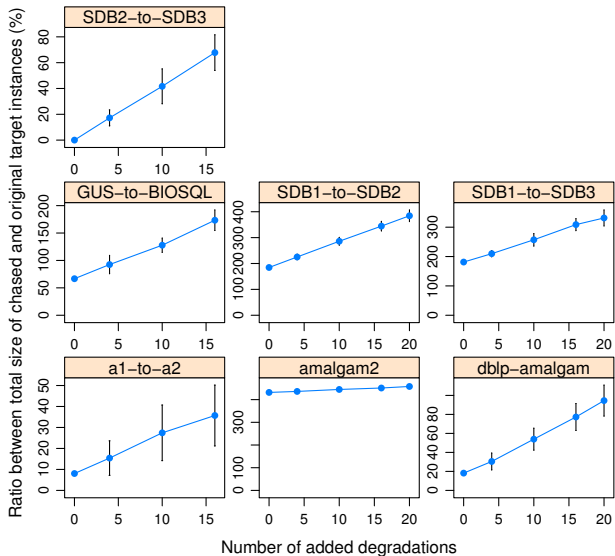 Ratio between total size of chased and original target instances (%)
SDB2−to−SDB3
0 20 40 60 80
0 5 10 15
GUS−to−BIOSQL
0 50 100 150 200
SDB1−to−SDB2
0 100 200 300 400
SDB1−to−SDB3
0 100 200 300
a1−to−a2
0 10 20 30 40 50
0 5 10 15
amalgam2
0 100 300
0 5 10 15 20
dblp−amalgam
0 20 40 60 80
0 5 10 15 20
Number of added degradations